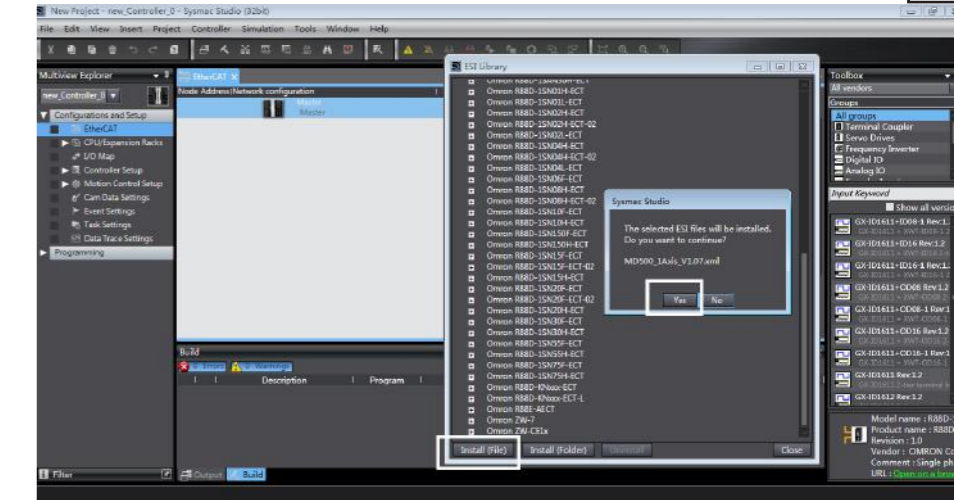 New Project - new_Controller_0 - Sysmac Studio (32bit)
File Edit View Insert Project Controller Simulation Tools Window Help
Multiview Explorer
new_Controller_0
Configurations and Setup
EtherCAT
CPU/Expansion Racks
I/O Map
Controller Setup
Motion Control Setup
Cam Data Settings
Event Settings
Task Settings
Data Trace Settings
Programming
Filter
EtherCAT
Node Address|Network configuration
Master
Master
Build
0 Errors 0 Warnings
Description Program
Output Build
ESI Library
Omron R88D-1SN01H-ECT
Omron R88D-1SN01L-ECT
Omron R88D-1SN02H-ECT
Omron R88D-1SN02H-ECT-02
Omron R88D-1SN02L-ECT
Omron R88D-1SN04H-ECT
Omron R88D-1SN04H-ECT-02
Omron R88D-1SN04L-ECT
Omron R88D-1SN06F-ECT
Omron R88D-1SN08H-ECT
Omron R88D-1SN08H-ECT-02
Omron R88D-1SN10F-ECT
Omron R88D-1SN10H-ECT
Omron R88D-1SN150F-ECT
Omron R88D-1SN150H-ECT
Omron R88D-1SN15F-ECT
Omron R88D-1SN15F-ECT-02
Omron R88D-1SN15H-ECT
Omron R88D-1SN20F-ECT
Omron R88D-1SN20F-ECT-02
Omron R88D-1SN20H-ECT
Omron R88D-1SN30F-ECT
Omron R88D-1SN30H-ECT
Omron R88D-1SN55F-ECT
Omron R88D-1SN55H-ECT
Omron R88D-1SN75F-ECT
Omron R88D-1SN75H-ECT
Omron R88D-KNxxx-ECT
Omron R88D-KNxxx-ECT-L
Omron R88E-AECT
Omron ZW-7
Omron ZW-CE1x
Install (File) Install (Folder) Uninstall Close
Sysmac Studio
The selected ESI files will be installed.
Do you want to continue?
MD500_1Axis_V1.07.xml
Yes No
Toolbox
All vendors
Groups
All groups
Terminal Coupler
Servo Drives
Frequency Inverter
Digital IO
Analog IO
Input Keyword
Show all versio
GX-ID1611+ID08-1 Rev:1.
GX-ID1611+ID16 Rev:1.2
GX-ID1611+ID16-1 Rev:1.
GX-ID1611+OD08 Rev:1.2
GX-ID1611+OD08-1 Rev:1
GX-ID1611+OD16 Rev:1.2
GX-ID1611+OD16-1 Rev:1
GX-ID1611 Rev:1.2
GX-ID1612 Rev:1.2
Model name : R88D-
Product name : R88D
Revision : 1.0
Vendor : OMRON Co
Comment : Single ph
URL : Open on a brow